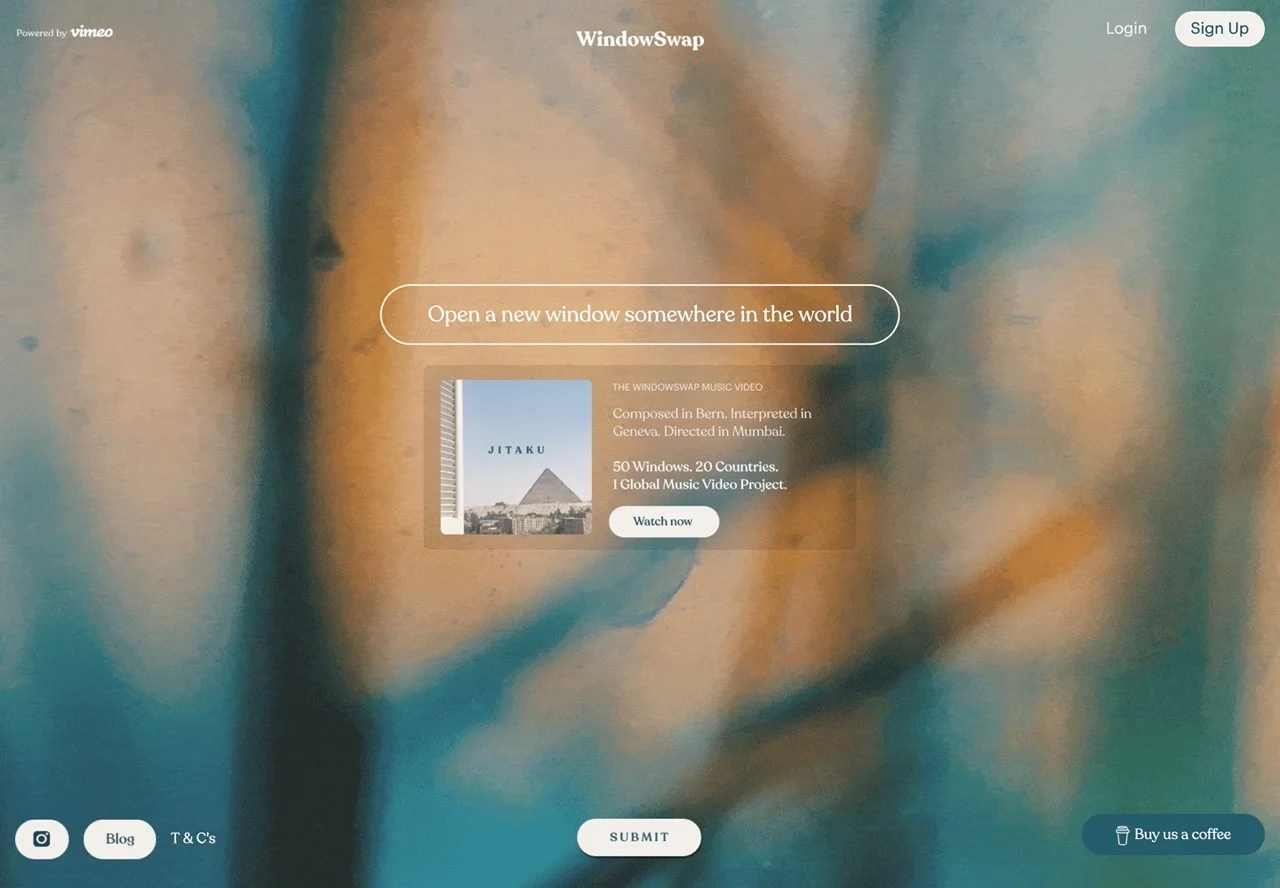 Powered by vimeo
WindowSwap
Login
Sign Up
Open a new window somewhere in the world
JITAKU
THE WINDOWSWAP MUSIC VIDEO
Composed in Bern. Interpreted in
Geneva. Directed in Mumbai.
50 Windows. 20 Countries.
1 Global Music Video Project.
Watch now
Blog
T & C's
SUBMIT
Buy us a coffee